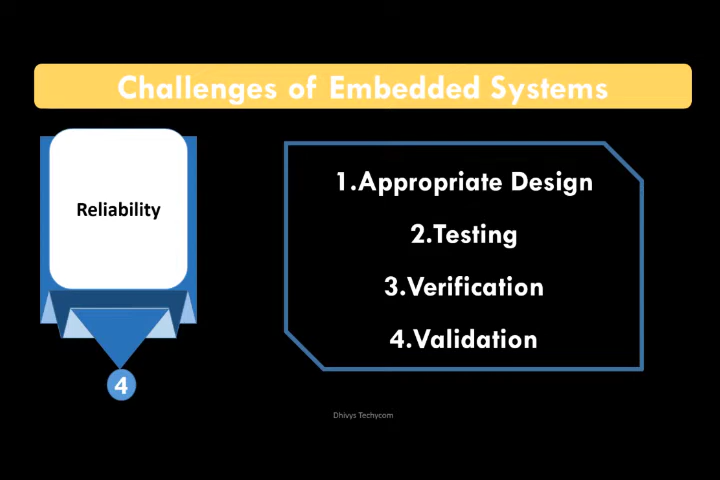 Challenges of Embedded Systems
Reliability
1.Appropriate Design
2.Testing
3.Verification
4.Validation
4
Dhivys Techycom